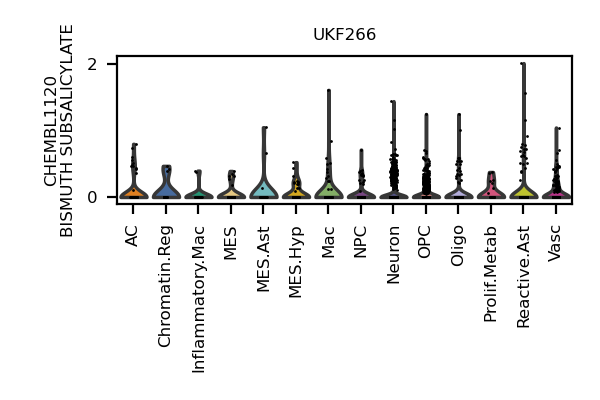 UKF266
CHEMBL1120
BISMUTH SUBSALICYLATE
2
0
AC
Chromatin.Reg
Inflammatory.Mac
MES
MES.Ast
MES.Hyp
Mac
NPC
Neuron
OPC
Oligo
Prolif.Metab
Reactive.Ast
Vasc